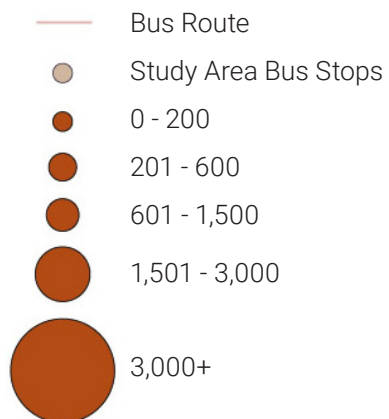 Bus Route
Study Area Bus Stops
0 - 200
201 - 600
601 - 1,500
1,501 - 3,000
3,000+